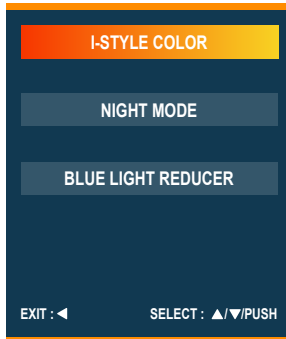 I-STYLE COLOR
NIGHT MODE
BLUE LIGHT REDUCER
EXIT : ◀ SELECT : ▲/▼/PUSH